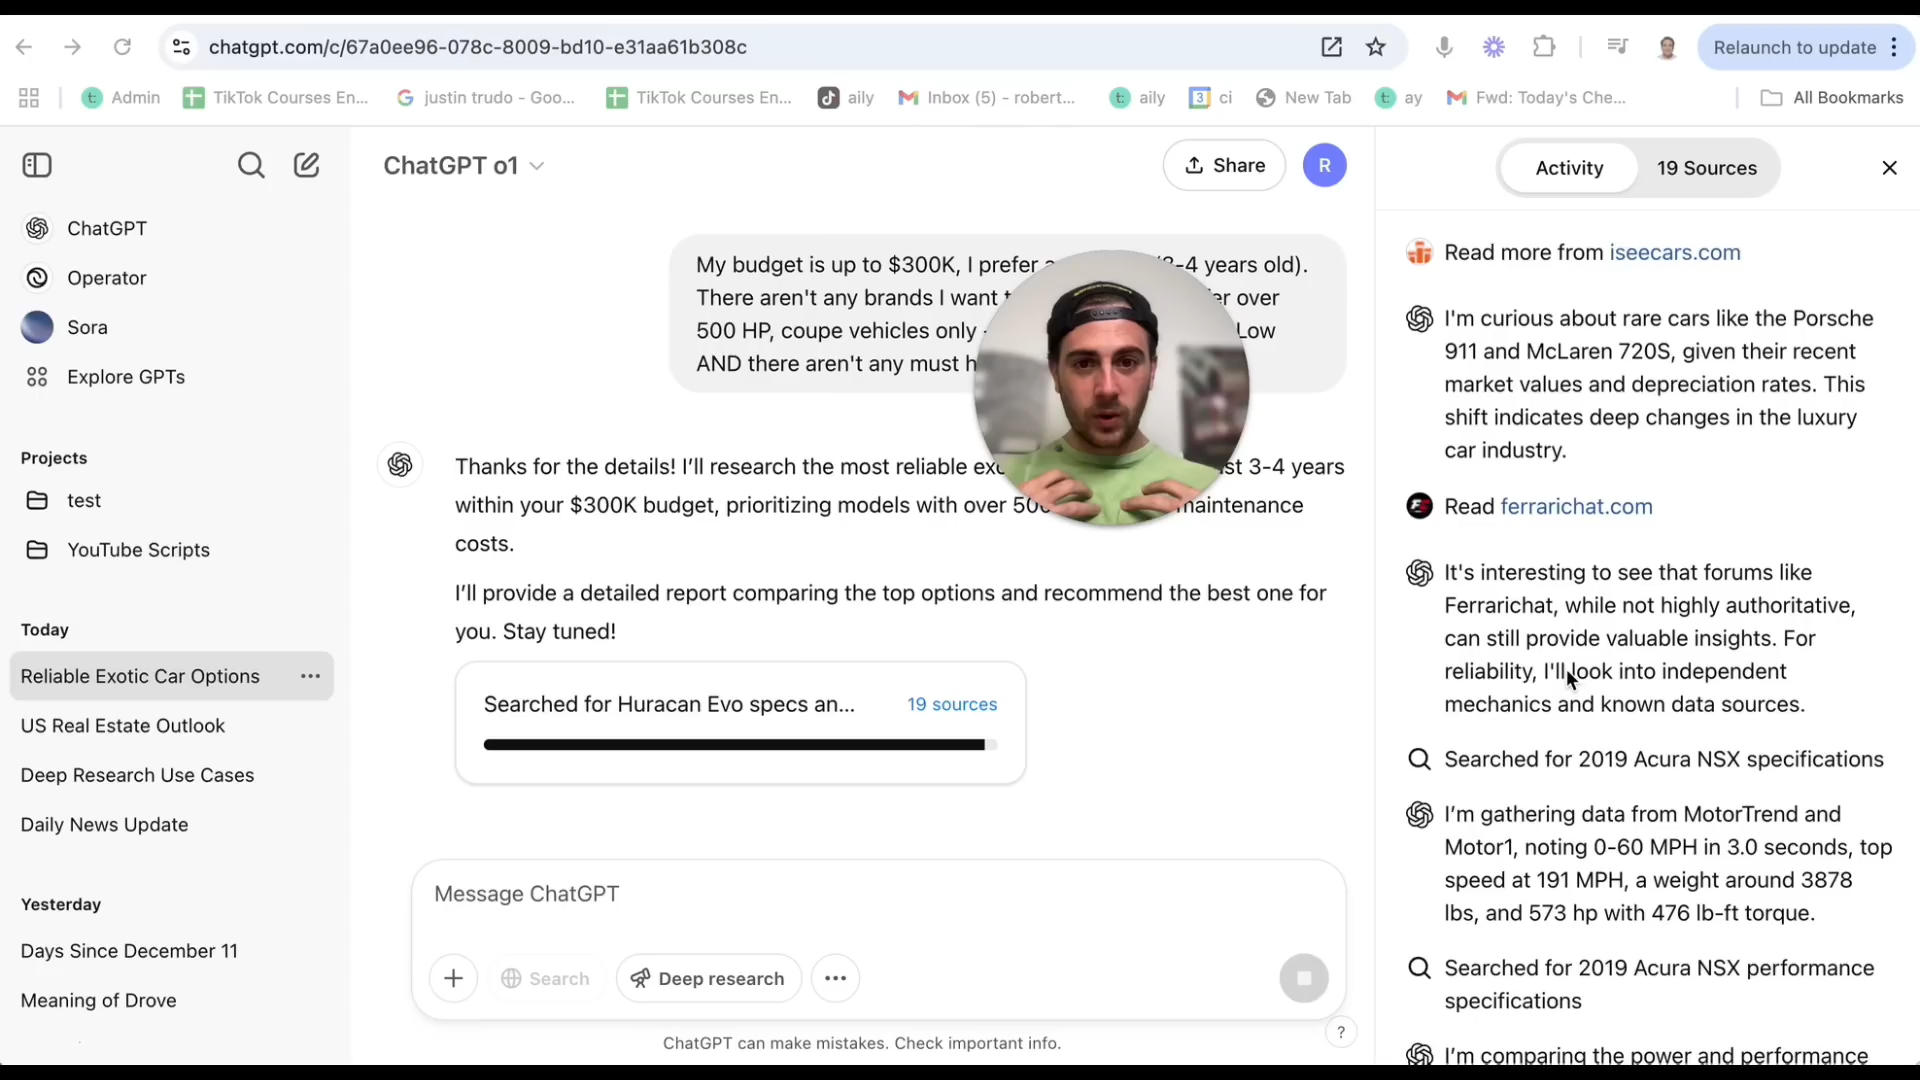 chatgpt.com/c/67a0ee96-078c-8009-bd10-e31aa61b308c
Relaunch to update
Admin
TikTok Courses En...
justin trudo - Goo...
TikTok Courses En...
aily
Inbox (5) - robert...
aily
ci
New Tab
ay
Fwd: Today's Che...
All Bookmarks
ChatGPT
Operator
Sora
Explore GPTs
Projects
test
YouTube Scripts
Today
Reliable Exotic Car Options
US Real Estate Outlook
Deep Research Use Cases
Daily News Update
Yesterday
Days Since December 11
Meaning of Drove
ChatGPT o1
Share
R
My budget is up to $300K, I prefer 4 years old).
There aren't any brands I want over
500 HP, coupe vehicles only Low
AND there aren't any must
Thanks for the details! I'll research the most reliable 3-4 years
within your $300K budget, prioritizing models with over maintenance
costs.
I'll provide a detailed report comparing the top options and recommend the best one for
you. Stay tuned!
Searched for Huracan Evo specs an...
19 sources
Message ChatGPT
Search
Deep research
ChatGPT can make mistakes. Check important info.
?
Activity
19 Sources
Read more from iseecars.com
I'm curious about rare cars like the Porsche
911 and McLaren 720S, given their recent
market values and depreciation rates. This
shift indicates deep changes in the luxury
car industry.
Read ferrarichat.com
It's interesting to see that forums like
Ferrarichat, while not highly authoritative,
can still provide valuable insights. For
reliability, I'll look into independent
mechanics and known data sources.
Searched for 2019 Acura NSX specifications
I'm gathering data from MotorTrend and
Motor1, noting 0-60 MPH in 3.0 seconds, top
speed at 191 MPH, a weight around 3878
lbs, and 573 hp with 476 lb-ft torque.
Searched for 2019 Acura NSX performance
specifications
I'm comparing the power and performance